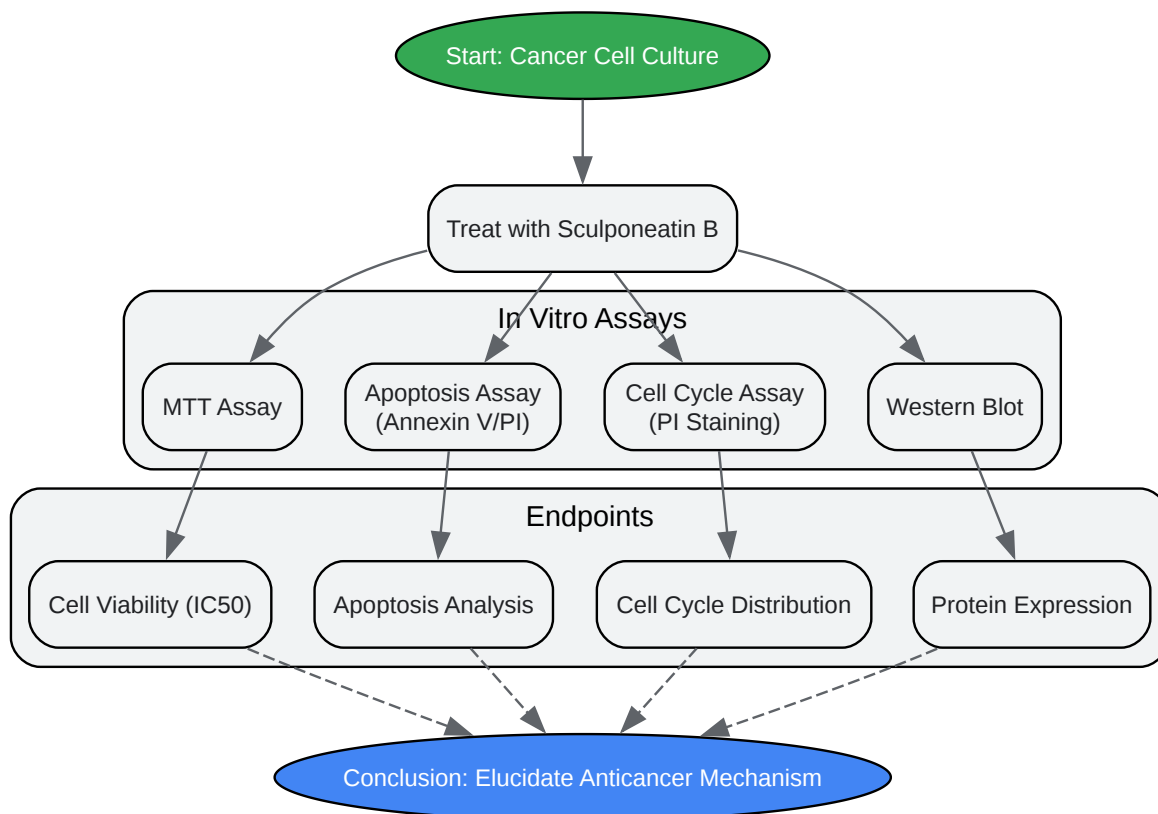 Start: Cancer Cell Culture
Treat with Sculponeatin B
In Vitro Assays
MTT Assay
Apoptosis Assay
(Annexin V/PI)
Cell Cycle Assay
(PI Staining)
Western Blot
Endpoints
Cell Viability (IC50)
Apoptosis Analysis
Cell Cycle Distribution
Protein Expression
Conclusion: Elucidate Anticancer Mechanism